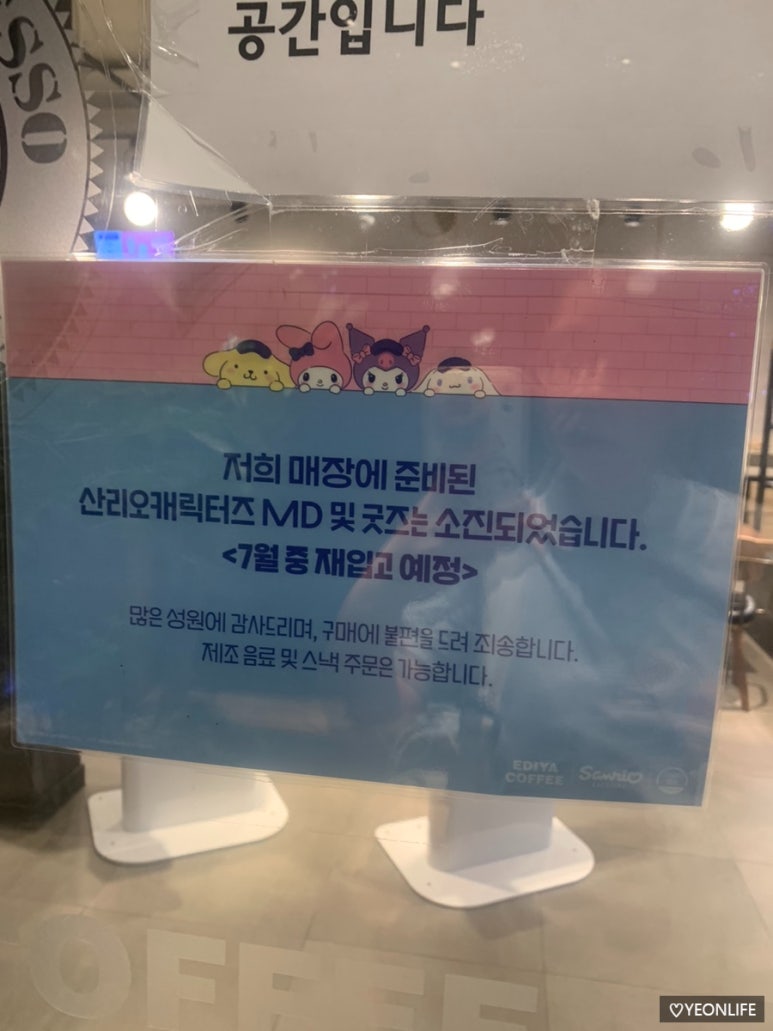 공간입니다
ESSO
저희 매장에 준비된
산리오캐릭터즈 MD 및 굿즈는 소진되었습니다.
<7월 중 재입고 예정>
많은 성원에 감사드리며, 구매에 불편을 드려 죄송합니다.
제조 음료 및 스낵 주문은 가능합니다.
EDIYA
COFFEE
Sanrio
OFFEE
♡YEONLIFE